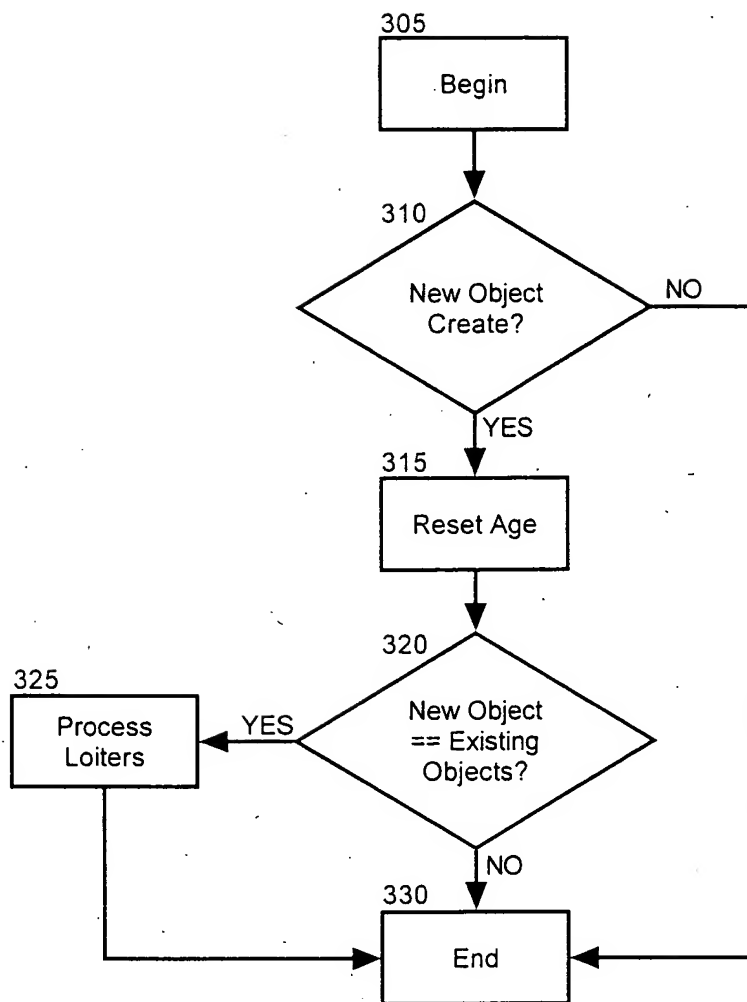 305
Begin
310
New Object
Create?
NO
YES
315
Reset Age
320
New Object
== Existing
Objects?
YES
325
Process
Loiters
NO
330
End